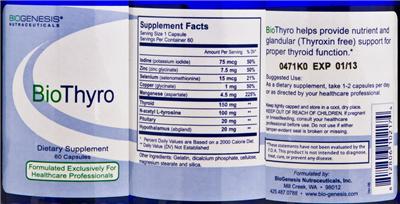 BIOGENESIS®
NUTRACEUTICALS
BioThyro
Dietary Supplement
60 Capsules
Formulated Exclusively For
Healthcare Professionals
Supplement Facts
Serving Size 1 Capsule
Servings Per Container 60
Amount Per Serving % DV*
Iodine (potassium iodide) 75 mcg 50%
Zinc (zinc glycinate) 7.5 mg 50%
Selenium (selenomethionine) 15 mcg 21%
Copper (glycinate) 1 mg 50%
Manganese (aspartate) 4.5 mg 225%
Thyroid 150 mg **
N-acetyl L-tyrosine 100 mg **
Pituitary 20 mg **
Hypothalamus 20 mg **
* Percent Daily Values are Based on a 2000 Calorie Diet.
** Daily Value (DV) Not Established
Other Ingredients: Gelatin, dicalcium phosphate, cellulose,
magnesium stearate and silica.
BioThyro helps provide nutrient and
glandular (Thyroxin free) support for
proper thyroid function.*
0471K0 EXP 01/13
Suggested Use:
As a dietary supplement, take 1-2 capsules per day
or as directed by your healthcare professional
Keep tightly capped and store in a cool, dry place.
KEEP OUT OF REACH OF CHILDREN. If pregnant
or breastfeeding, consult your healthcare
professional before use. Do not use if either
tamper-evident seal is broken or missing.
*These statements have not been evaluated by the
F.D.A. This product is not intended to diagnose,
treat, cure, or prevent any disease.
Formulated by:
BioGenesis Nutraceuticals, Inc.
Mill Creek, WA ~ 98012
425.487.0788 ~ www.bio-genesis.com